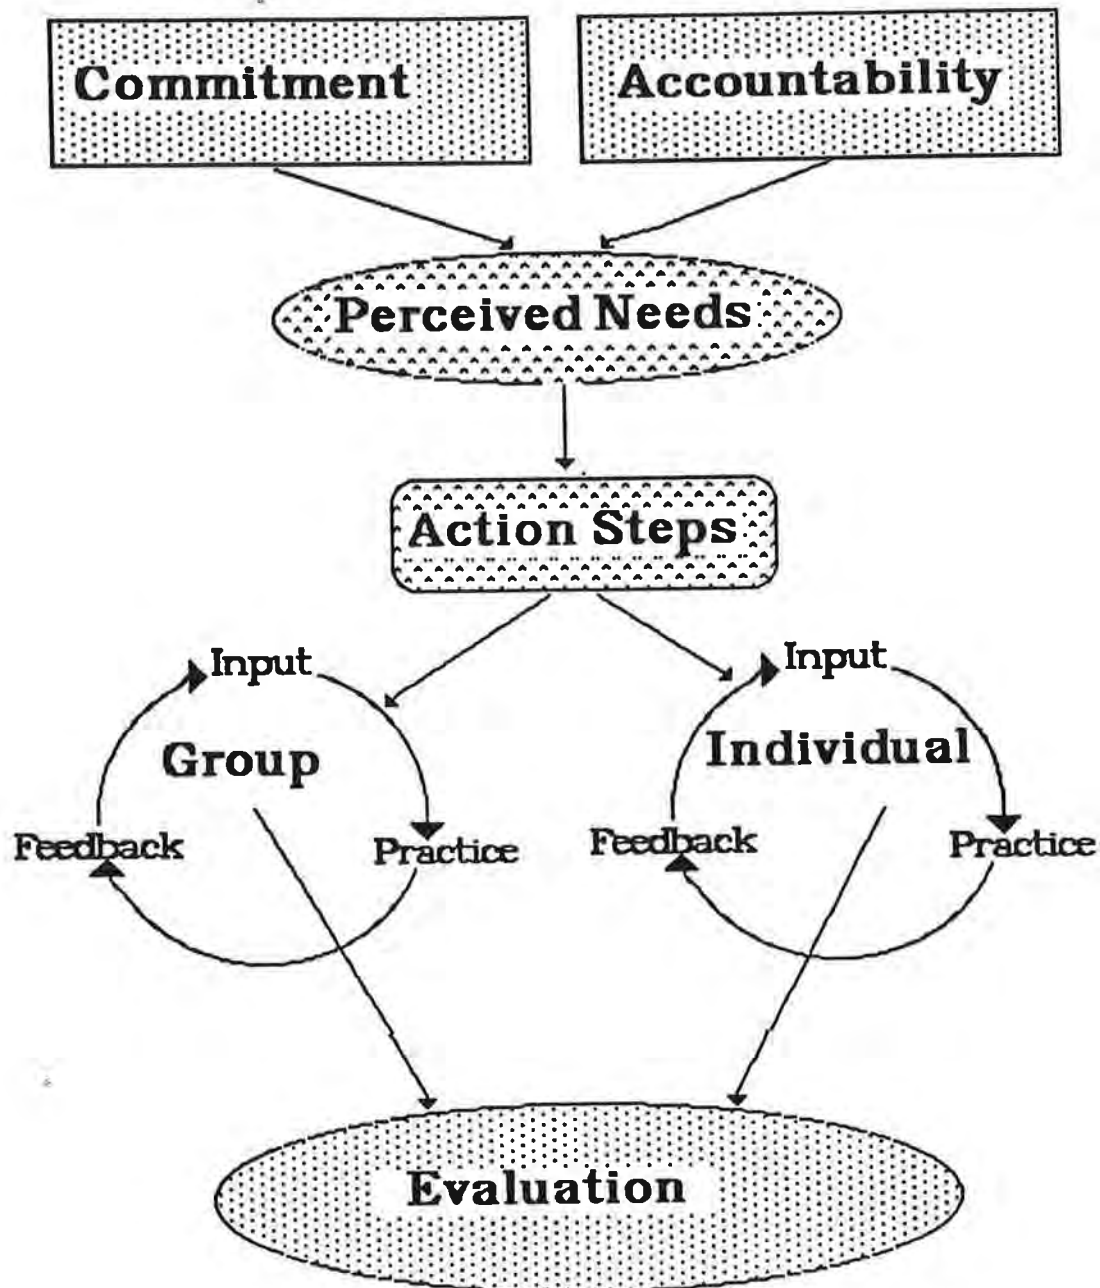 Commitment
Accountability
Perceived Needs
Action Steps
Input
Group
Feedback
Practice
Input
Individual
Feedback
Practice
Evaluation